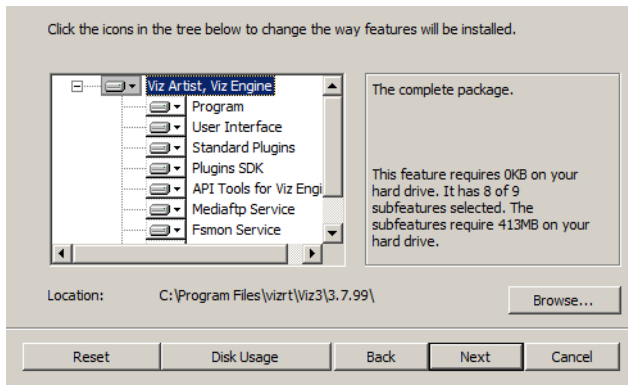 Click the icons in the tree below to change the way features will be installed.
Viz Artist, Viz Engine
Program
User Interface
Standard Plugins
Plugins SDK
API Tools for Viz Engi
Mediaftp Service
Fsmon Service
The complete package.
This feature requires 0KB on your
hard drive. It has 8 of 9
subfeatures selected. The
subfeatures require 413MB on your
hard drive.
Location: C:\Program Files\vizrt\Viz3\3.7.99\
Browse...
Reset Disk Usage Back Next Cancel